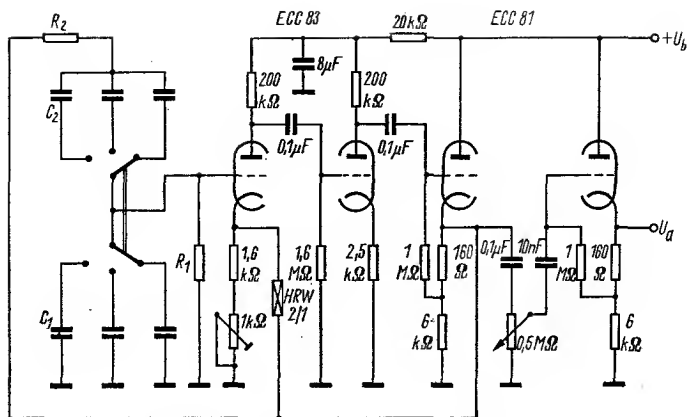 ECC 83
20kΩ
ECC 81
R2
+Ub
8µF
200
kΩ
200
kΩ
C2
0,1µF
0,1µF
Ua
R1
1,6
kΩ
1,6
MΩ
2,5
kΩ
1
MΩ
160
Ω
0,1µF
10nF
1
MΩ
160
Ω
HRW
2/1
C1
1kΩ
6
kΩ
0,5MΩ
6
kΩ